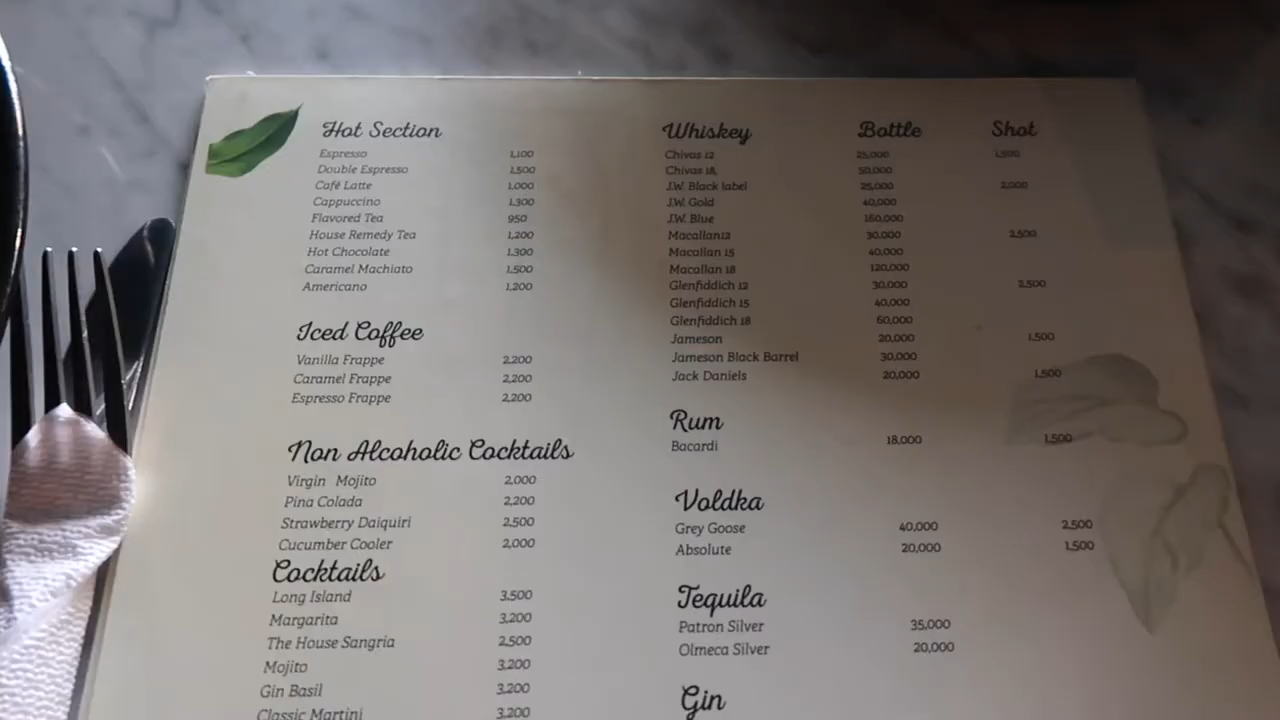 Hot Section
Espresso 1,100
Double Espresso 1,500
Café Latte 1,000
Cappuccino 1,300
Flavored Tea 950
House Remedy Tea 1,200
Hot Chocolate 1,300
Caramel Machiato 1,500
Americano 1,200
Iced Coffee
Vanilla Frappe 2,200
Caramel Frappe 2,200
Espresso Frappe 2,200
Non Alcoholic Cocktails
Virgin Mojito 2,000
Pina Colada 2,200
Strawberry Daiquiri 2,500
Cucumber Cooler 2,000
Cocktails
Long Island 3,500
Margarita 3,200
The House Sangria 2,500
Mojito 3,200
Gin Basil 3,200
Classic Martini 3,200
Whiskey Bottle Shot
Chivas 12 25,000 1,500
Chivas 18, 50,000
J.W. Black label 25,000 2,000
J.W. Gold 40,000
J.W. Blue 160,000
Macallan12 30,000 2,500
Macallan 15 40,000
Macallan 18 120,000
Glenfiddich 12 30,000 2,500
Glenfiddich 15 40,000
Glenfiddich 18 60,000
Jameson 20,000 1,500
Jameson Black Barrel 30,000
Jack Daniels 20,000 1,500
Rum
Bacardi 18,000 1,500
Voldka
Grey Goose 40,000 2,500
Absolute 20,000 1,500
Tequila
Patron Silver 35,000
Olmeca Silver 20,000
Gin